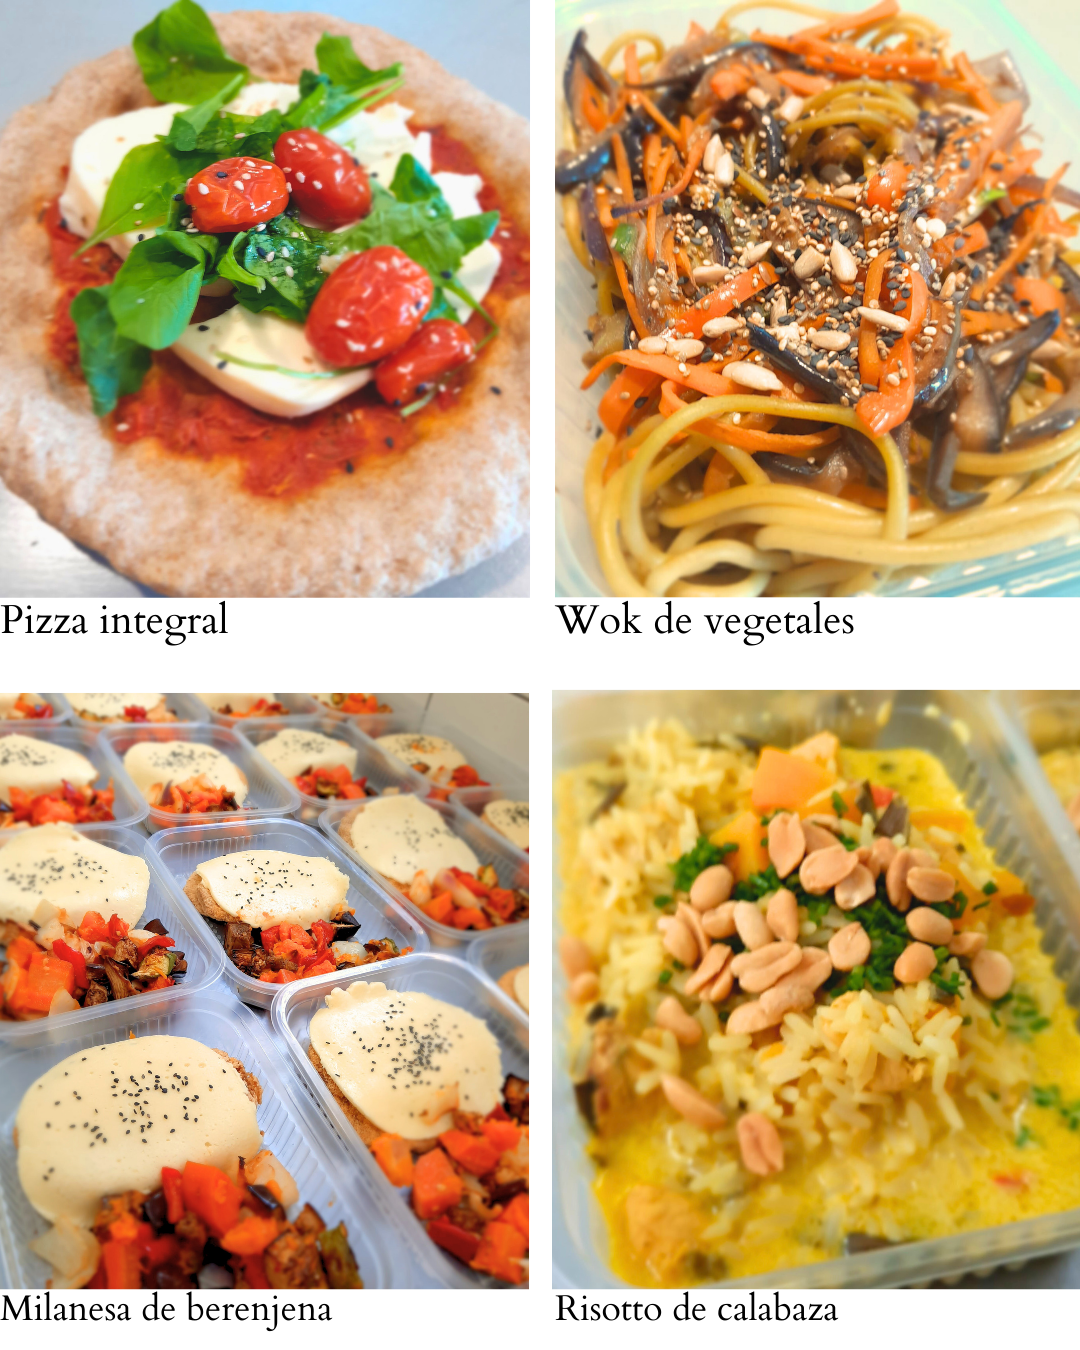 Pizza integral
Wok de vegetales
Milanesa de berenjena
Risotto de calabaza